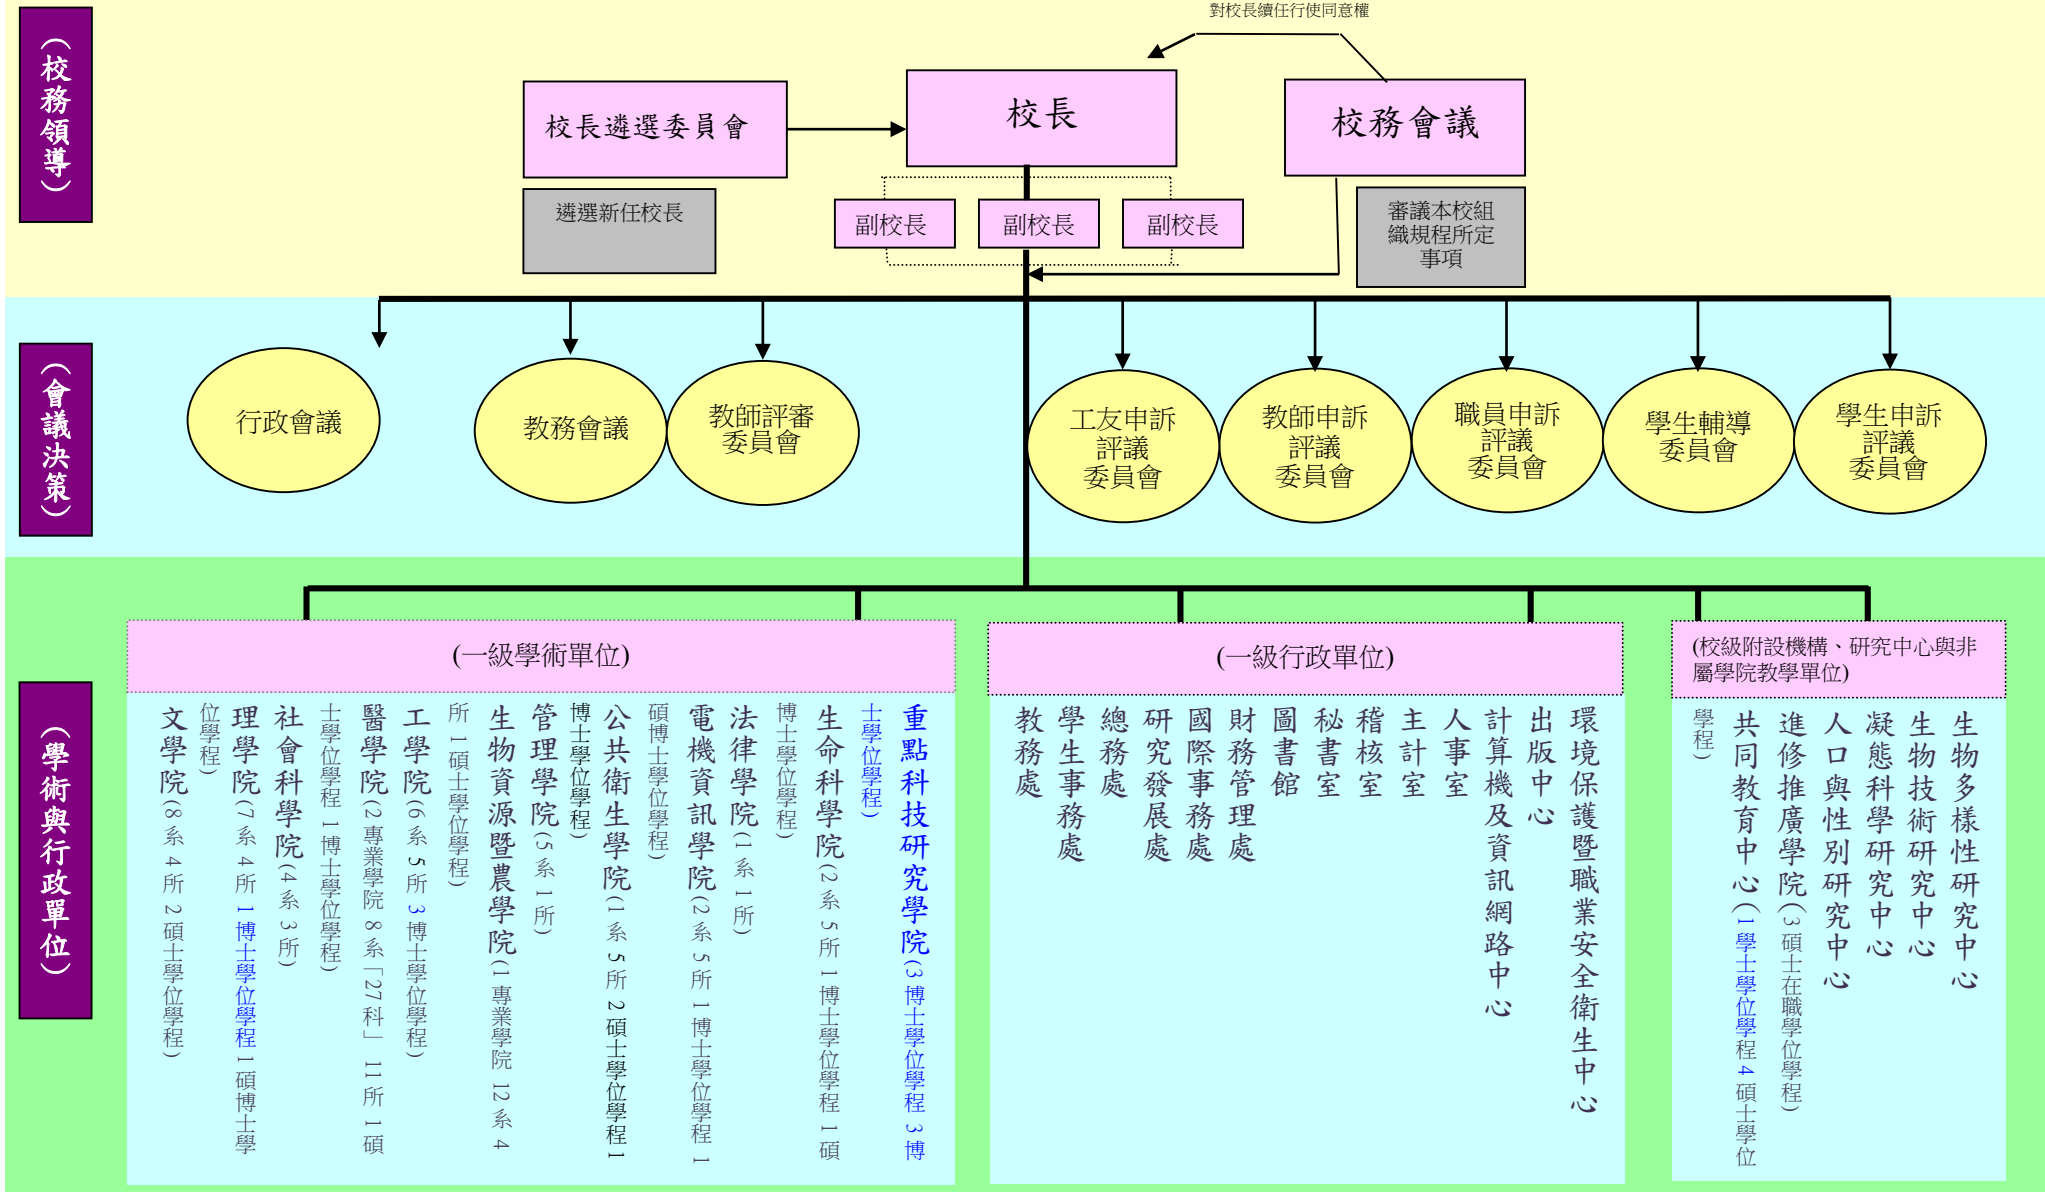 對校長續任行使同意權
(校務領導)
校長遴選委員會
校長
校務會議
遴選新任校長
副校長
副校長
副校長
審議本校組
織規程所定
事項
(會議決策)
行政會議
教務會議
教師評審
委員會
工友申訴
評議
委員會
教師申訴
評議
委員會
職員申訴
評議
委員會
學生輔導
委員會
學生申訴
評議
委員會
(學術與行政單位)
(一級學術單位)
文學院(8 系 4 所 2 碩士學位學程)
理學院(7 系 4 所 1 博士學位學程 1 碩博士學
位學程)
社會科學院(4 系 3 所)
醫學院(2 專業學院 8 系「27科」 11 所 1 碩
士學位學程 1 博士學位學程)
工學院(6 系 5 所 3 博士學位學程)
生物資源暨農學院(1 專業學院 12 系 4
所 1 碩士學位學程)
管理學院(5 系 1 所)
公共衛生學院(1 系 5 所 2 碩士學位學程 1
博士學位學程)
電機資訊學院(2 系 5 所 1 博士學位學程 1
碩博士學位學程)
法律學院(1 系 1 所)
生命科學院(2 系 5 所 1 博士學位學程 1 碩
博士學位學程)
重點科技研究學院(3 博士學位學程 3 博
士學位學程)
(一級行政單位)
教務處
學生事務處
總務處
研究發展處
國際事務處
財務管理處
圖書館
秘書室
稽核室
主計室
人事室
計算機及資訊網路中心
出版中心
環境保護暨職業安全衛生中心
(校級附設機構、研究中心與非
屬學院教學單位)
共同教育中心(1 學士學位學程 4 碩士學位
學程)
進修推廣學院(3 碩士在職學位學程)
人口與性別研究中心
凝態科學研究中心
生物技術研究中心
生物多樣性研究中心